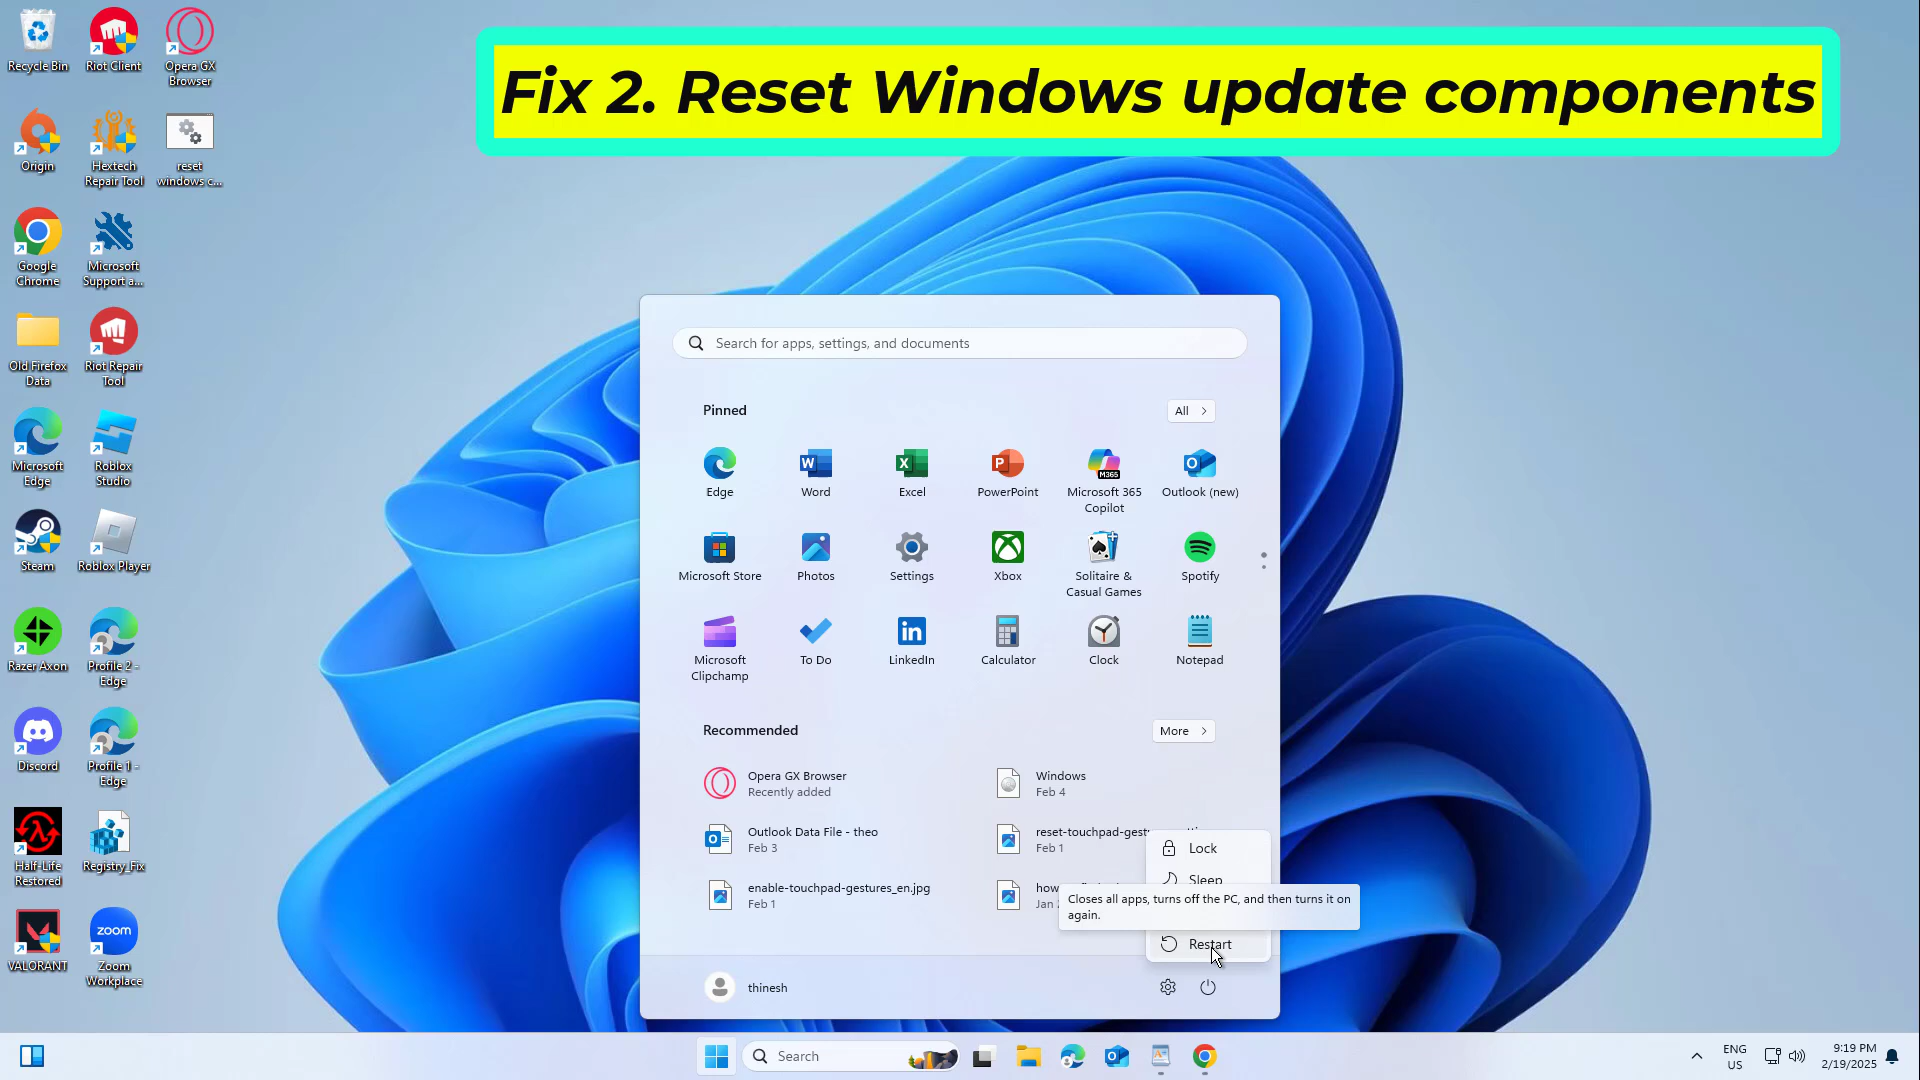 Fix 2. Reset Windows update components
Recycle Bin
Riot Client
Opera GX
Browser
Origin
Hextech
Repair Tool
reset
windows c...
Google
Chrome
Microsoft
Support a...
Old Firefox
Data
Riot Repair
Tool
Microsoft
Edge
Roblox
Studio
Steam
Roblox Player
Razer Axon
Profile 2 -
Edge
Discord
Profile 1 -
Edge
Half-Life
Restored
Registry_Fix
VALORANT
zoom
Zoom
Workplace
Search for apps, settings, and documents
Pinned
All
Edge
Word
Excel
PowerPoint
M365
Microsoft 365
Copilot
Outlook (new)
Microsoft Store
Photos
Settings
Xbox
Solitaire &
Casual Games
Spotify
Microsoft
Clipchamp
To Do
LinkedIn
Calculator
Clock
Notepad
Recommended
More
Opera GX Browser
Recently added
Windows
Feb 4
Outlook Data File - theo
Feb 3
Feb 1
enable-touchpad-gestures_en.jpg
Feb 1
Lock
Sleep
Closes all apps, turns off the PC, and then turns it on
again.
Restart
thinesh
Search
ENG
US
9:19 PM
2/19/2025